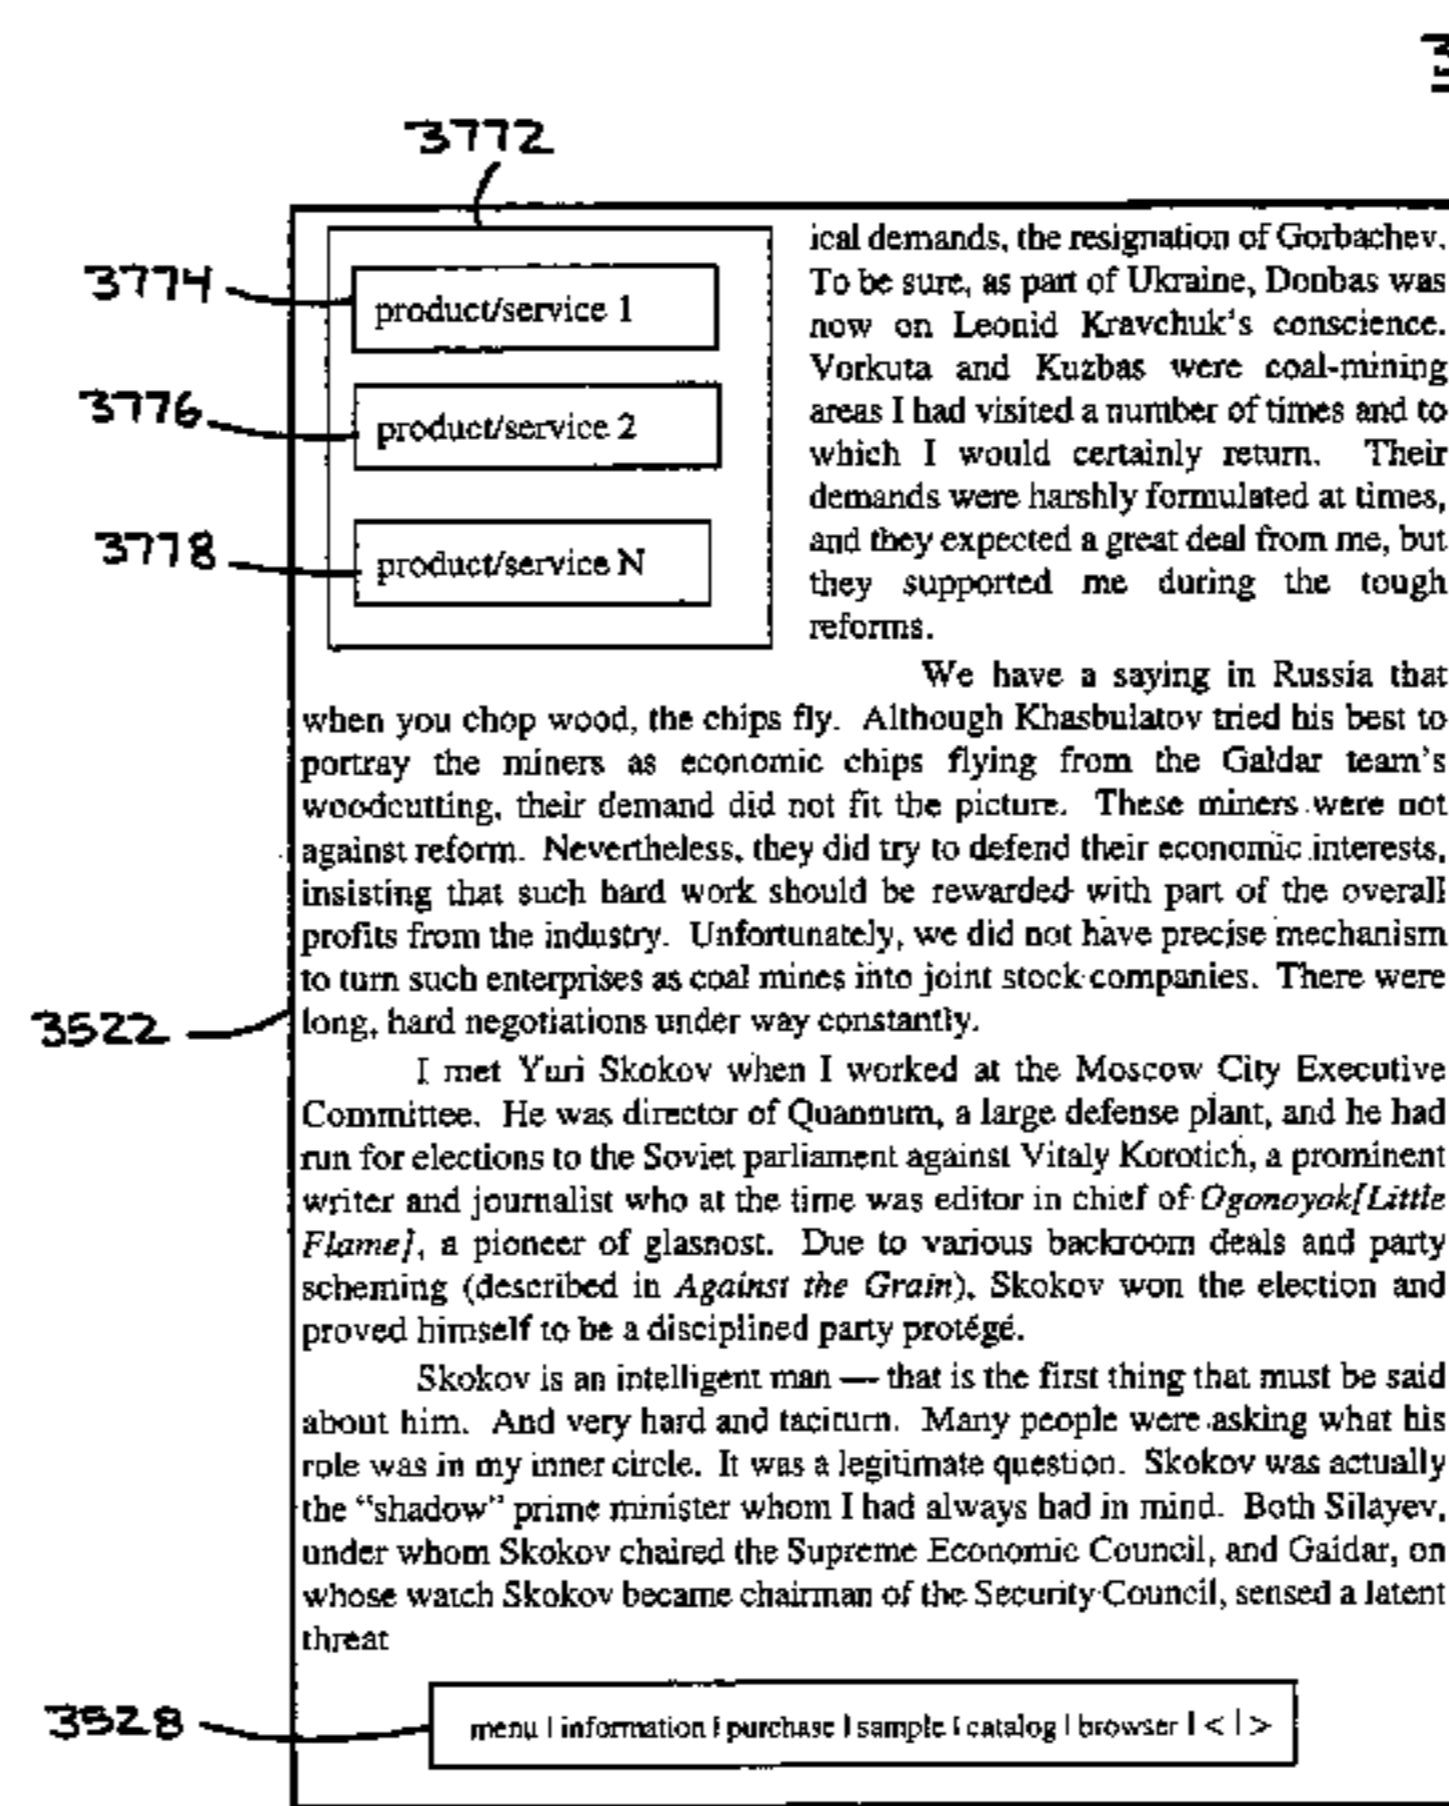 3772
3774
product/service 1
3776
product/service 2
3778
product/service N
ical demands, the resignation of Gorbachev.
To be sure, as part of Ukraine, Donbas was
now on Leonid Kravchuk's conscience.
Vorkuta and Kuzbas were coal-mining
areas I had visited a number of times and to
which I would certainly return. Their
demands were harshly formulated at times,
and they expected a great deal from me, but
they supported me during the tough
reforms.
We have a saying in Russia that
when you chop wood, the chips fly. Although Khasbulatov tried his best to
portray the miners as economic chips flying from the Gaidar team's
woodcutting, their demand did not fit the picture. These miners were not
against reform. Nevertheless, they did try to defend their economic interests,
insisting that such hard work should be rewarded with part of the overall
profits from the industry. Unfortunately, we did not have precise mechanism
to turn such enterprises as coal mines into joint stock companies. There were
3522
long, hard negotiations under way constantly.
I met Yuri Skokov when I worked at the Moscow City Executive
Committee. He was director of Quannum, a large defense plant, and he had
run for elections to the Soviet parliament against Vitaly Korotich, a prominent
writer and journalist who at the time was editor in chief of Ogonoyok[Little
Flame], a pioneer of glasnost. Due to various backroom deals and party
scheming (described in Against the Grain), Skokov won the election and
proved himself to be a disciplined party protégé.
Skokov is an intelligent man — that is the first thing that must be said
about him. And very hard and taciturn. Many people were asking what his
role was in my inner circle. It was a legitimate question. Skokov was actually
the "shadow" prime minister whom I had always had in mind. Both Silayev,
under whom Skokov chaired the Supreme Economic Council, and Gaidar, on
whose watch Skokov became chairman of the Security Council, sensed a latent
threat
3528
menu | information | purchase | sample | catalog | browser | < | >